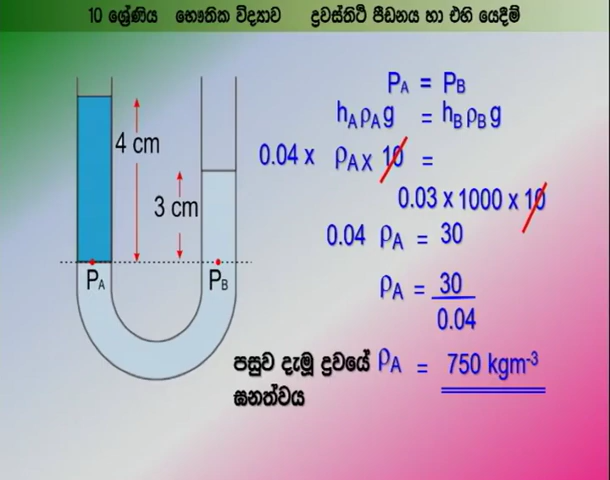 10 ශ්‍රේණිය භෞතික විද්‍යාව ද්‍රවස්තිථි පීඩනය හා එහි යෙදීම්
4 cm
3 cm
PA
PB
PA = PB
hAρAg = hBρBg
0.04 x ρA x 10 =
0.03 x 1000 x 10
0.04 ρA = 30
ρA = 30
0.04
පසුව දැමූ ද්‍රවයේ ρA = 750 kgm-3
ඝනත්වය